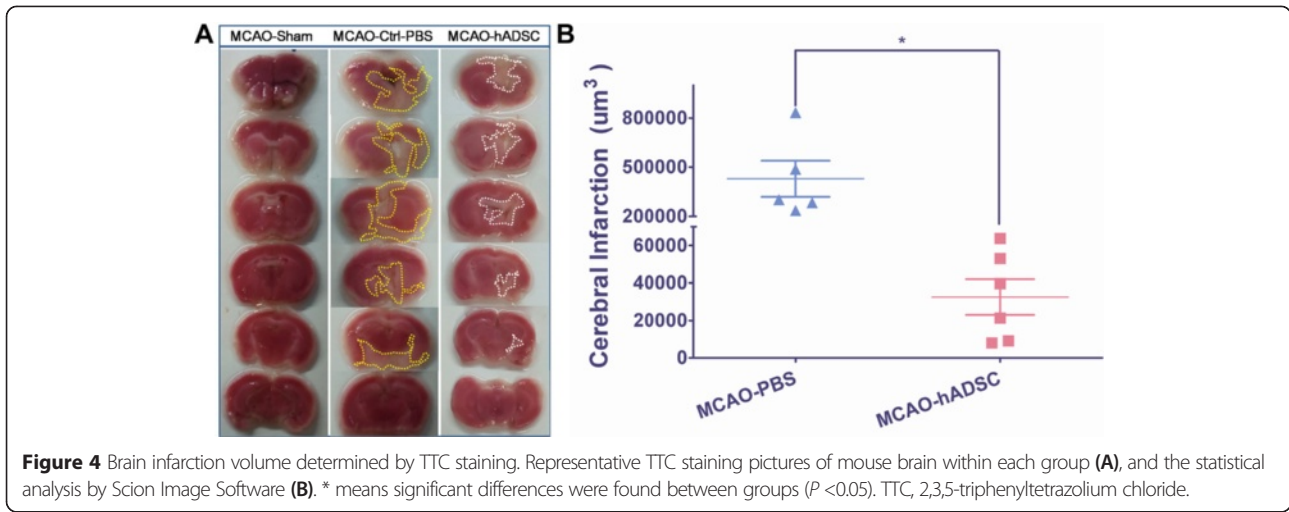 A
MCAO-Sham MCAO-Ctrl-PBS MCAO-hADSC
B
*
Cerebral Infarction (um³)
800000
500000
200000
60000
40000
20000
0
MCAO-PBS
MCAO-hADSC
Figure 4 Brain infarction volume determined by TTC staining. Representative TTC staining pictures of mouse brain within each group (A), and the statistical
analysis by Scion Image Software (B). * means significant differences were found between groups (P <0.05). TTC, 2,3,5-triphenyltetrazolium chloride.